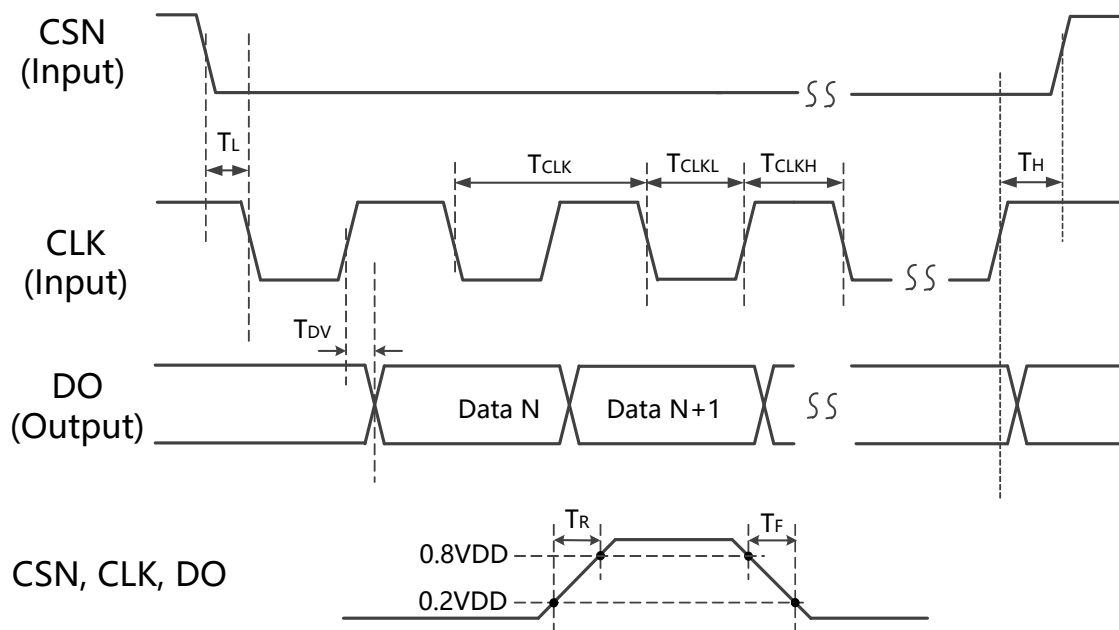 CSN
(Input)
TL
TCLK
TCLKL
TCLKH
TH
CLK
(Input)
TDV
DO
(Output)
Data N
Data N+1
TR
TF
0.8VDD
CSN, CLK, DO
0.2VDD